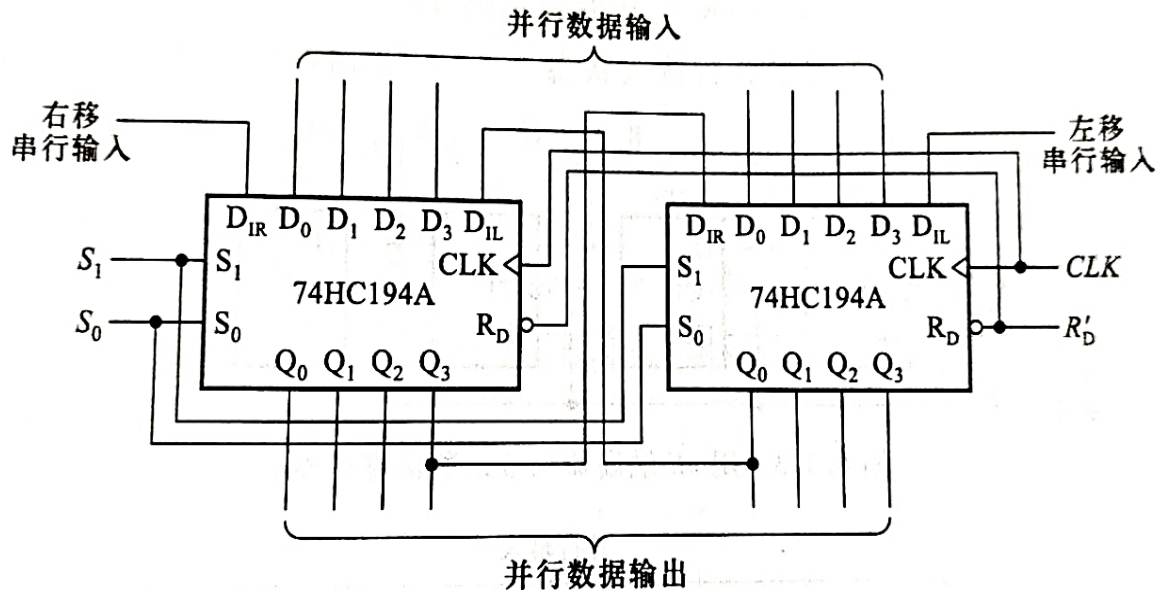 并行数据输入
右移
串行输入
左移
串行输入
D_IR D_0 D_1 D_2 D_3 D_IL
D_IR D_0 D_1 D_2 D_3 D_IL
S_1 S_1 CLK
S_1 CLK CLK
74HC194A
74HC194A
S_0 S_0 R_D
S_0 R_D R'_D
Q_0 Q_1 Q_2 Q_3
Q_0 Q_1 Q_2 Q_3
并行数据输出